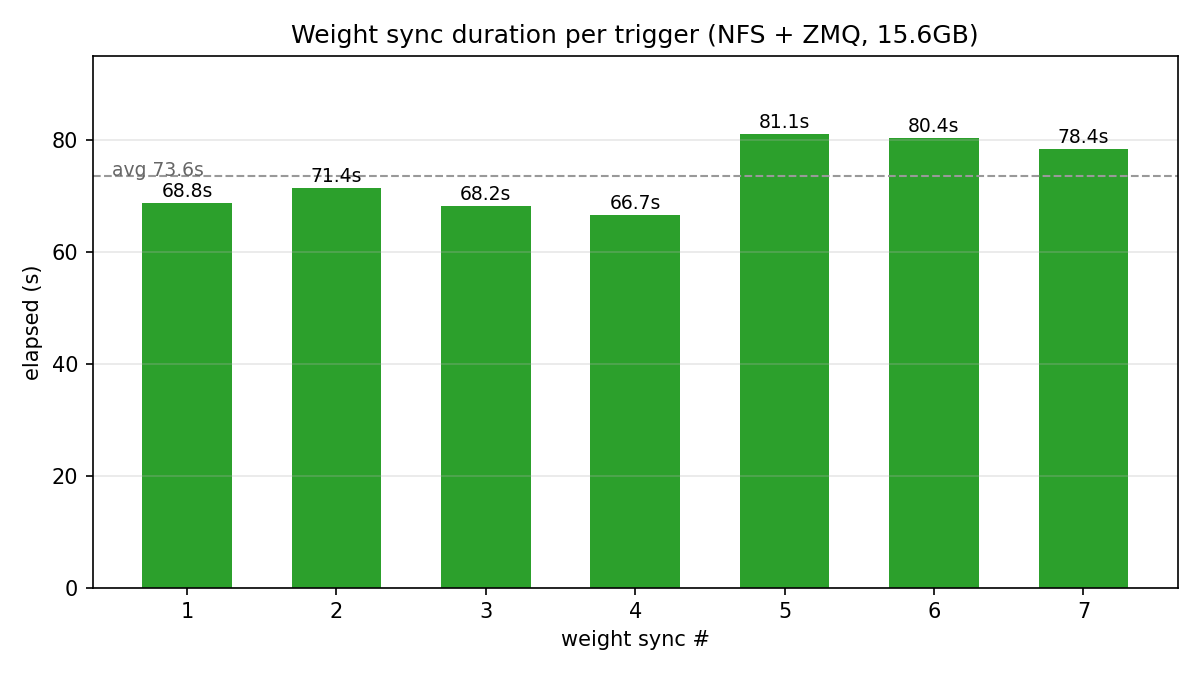 Weight sync duration per trigger (NFS + ZMQ, 15.6GB)
elapsed (s)
80
60
40
20
0
avg 73.6s
68.8s
71.4s
68.2s
66.7s
81.1s
80.4s
78.4s
1 2 3 4 5 6 7
weight sync #